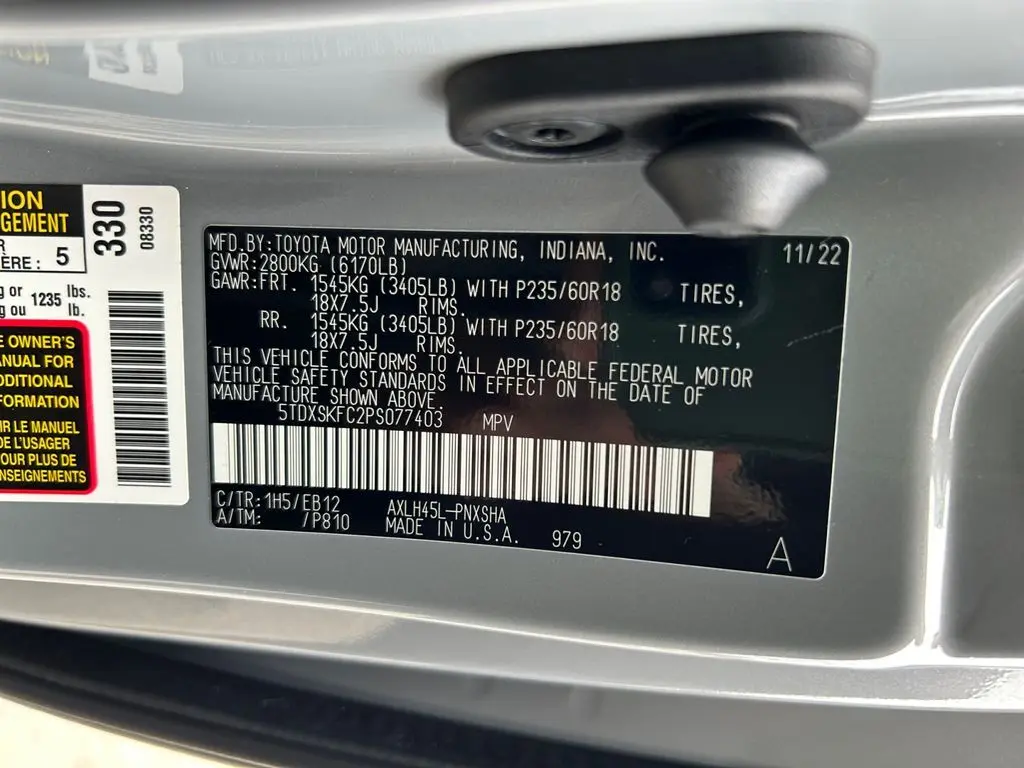 ION
GEMENT
R
ÈRE: 5
g or 1235 lbs.
g ou lb.
E OWNER'S
ANUAL FOR
DDITIONAL
FORMATION
IR LE MANUEL
DE L'USAGER
OUR PLUS DE
NSEIGNEMENTS
330
08330
MFD.BY:TOYOTA MOTOR MANUFACTURING, INDIANA, INC. 11/22
GVWR:2800KG (6170LB)
GAWR:FRT. 1545KG (3405LB) WITH P235/60R18 TIRES,
18X7.5J RIMS.
RR. 1545KG (3405LB) WITH P235/60R18 TIRES,
18X7.5J RIMS.
THIS VEHICLE CONFORMS TO ALL APPLICABLE FEDERAL MOTOR
VEHICLE SAFETY STANDARDS IN EFFECT ON THE DATE OF
MANUFACTURE SHOWN ABOVE.
5TDXSKFC2PS077403 MPV
C/TR:1H5/EB12 AXLH45L-PNXSHA
A/TM: /P810 MADE IN U.S.A. 979
A